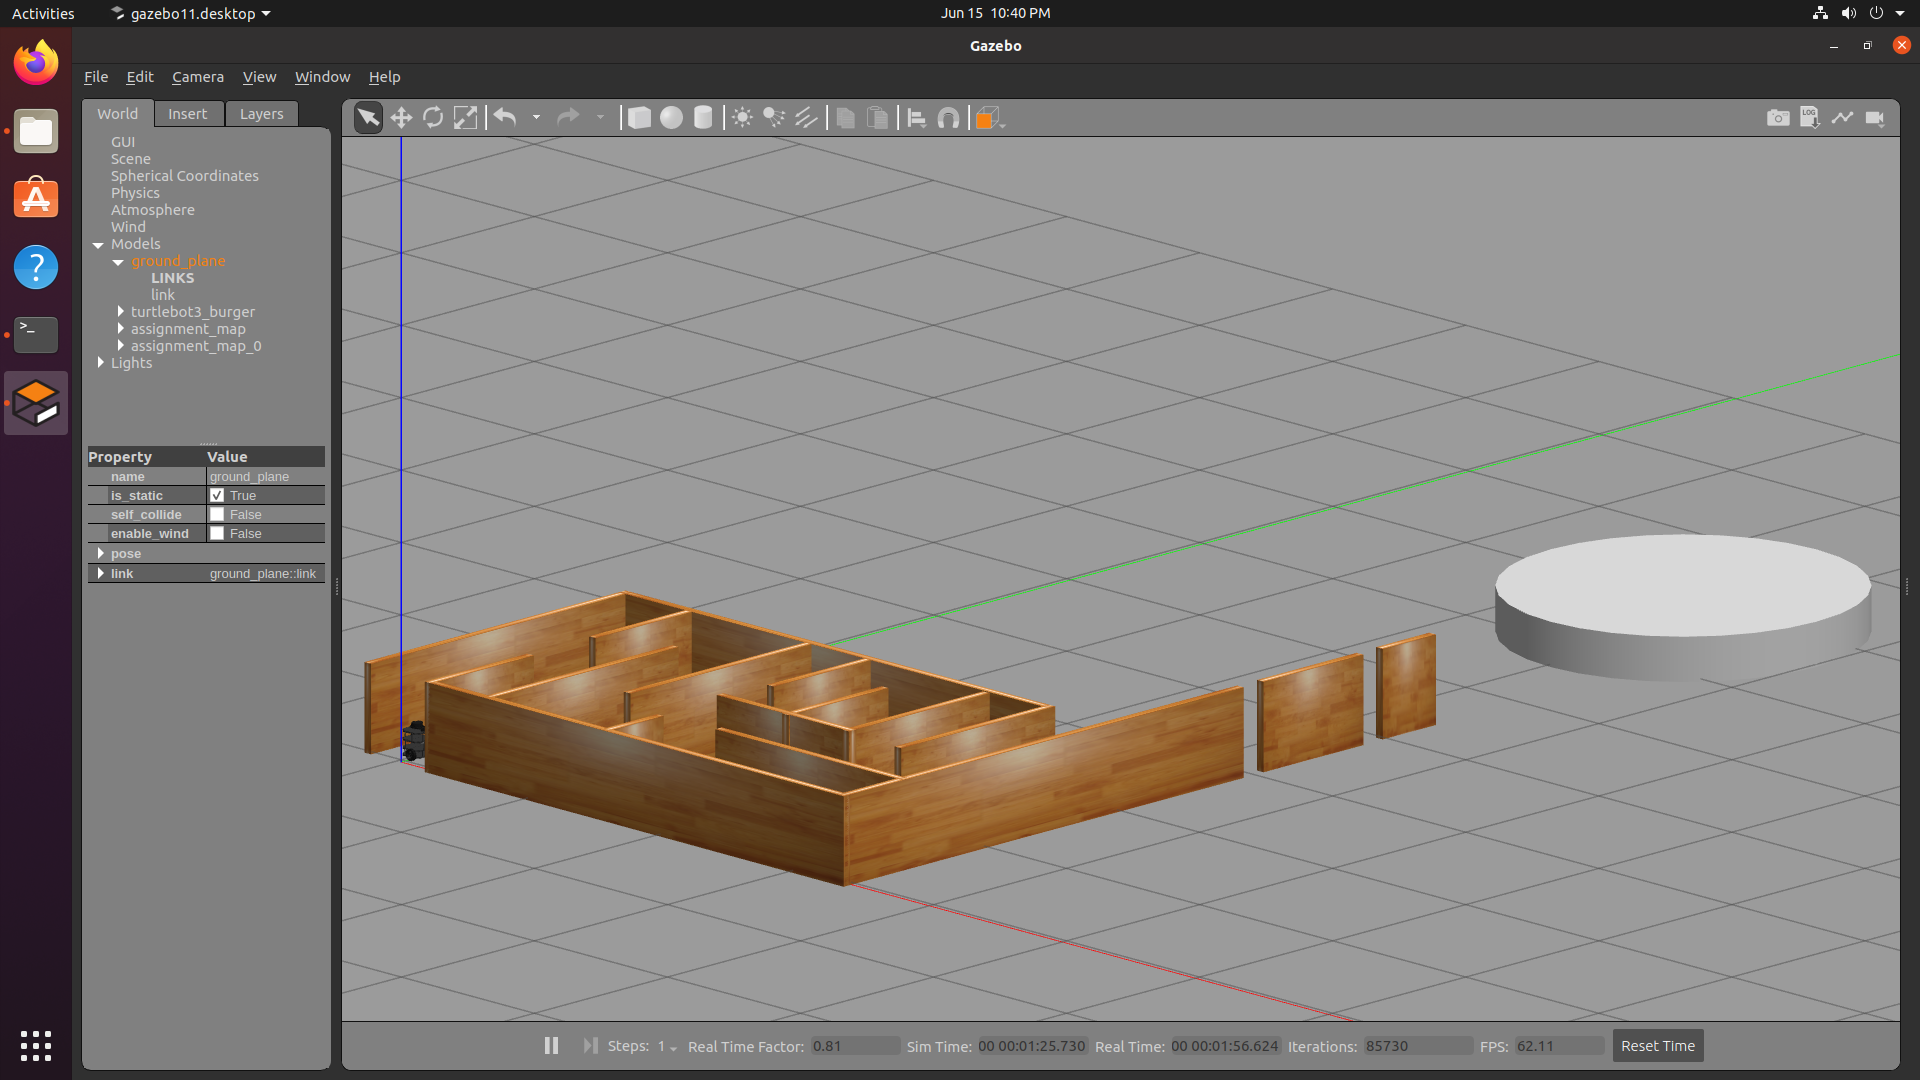 Activities gazebo11.desktop Jun 15 10:40 PM
Gazebo
File Edit Camera View Window Help
World Insert Layers
LOG
GUI
Scene
Spherical Coordinates
Physics
Atmosphere
Wind
Models
ground_plane
LINKS
link
turtlebot3_burger
assignment_map
assignment_map_0
Lights
Property Value
name ground_plane
is_static True
self_collide False
enable_wind False
pose
link ground_plane::link
Steps: 1 Real Time Factor: 0.81 Sim Time: 00 00:01:25.730 Real Time: 00 00:01:56.624 Iterations: 85730 FPS: 62.11 Reset Time